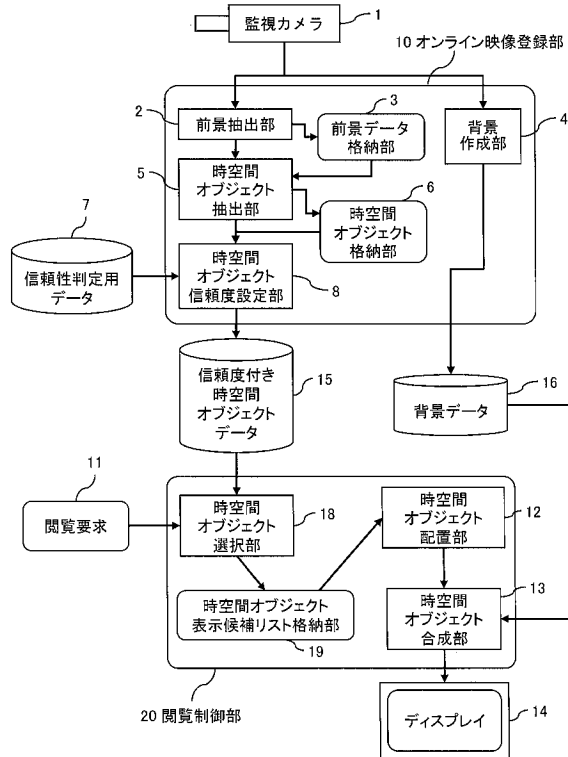 監視カメラ
1
10 オンライン映像登録部
2
前景抽出部
3
前景データ
格納部
背景
作成部
4
5
時空間
オブジェクト
抽出部
6
時空間
オブジェクト
格納部
7
信頼性判定用
データ
時空間
オブジェクト
信頼度設定部
8
信頼度付き
時空間
オブジェクト
データ
15
背景データ
16
11
閲覧要求
時空間
オブジェクト
選択部
18
時空間
オブジェクト
配置部
12
時空間オブジェクト
表示候補リスト格納部
19
時空間
オブジェクト
合成部
13
20 閲覧制御部
ディスプレイ
14